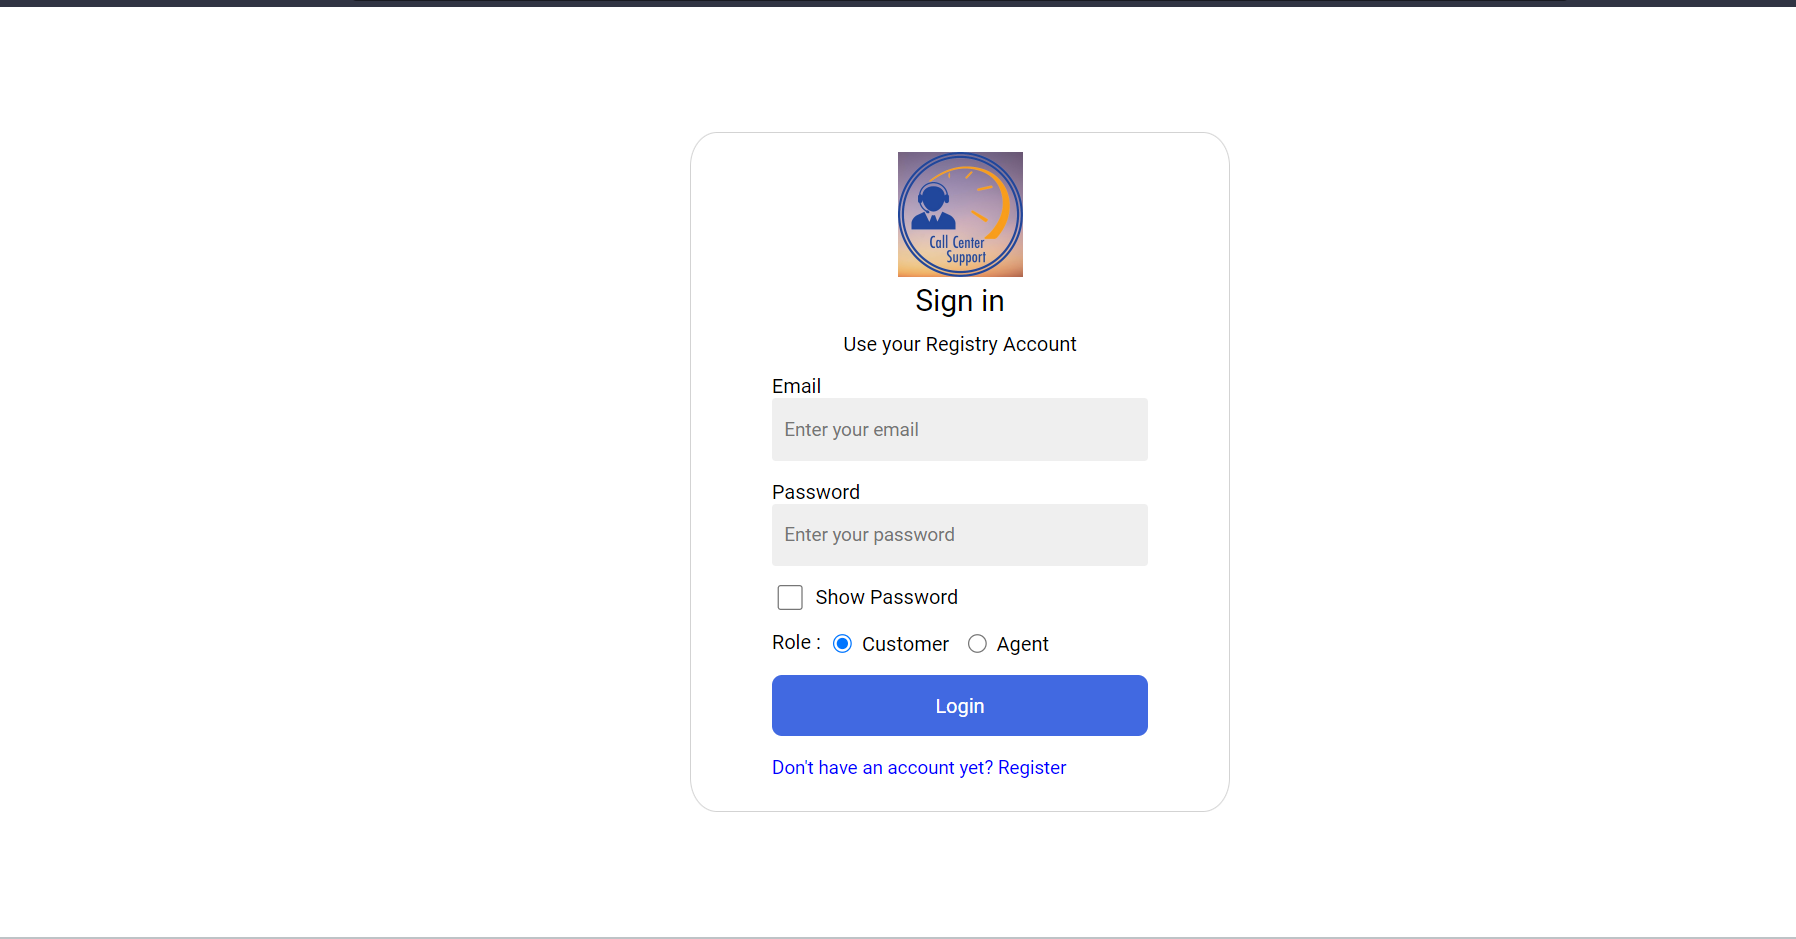 Call Center
Support
Sign in
Use your Registry Account
Email
Enter your email
Password
Enter your password
Show Password
Role : Customer Agent
Login
Don't have an account yet? Register